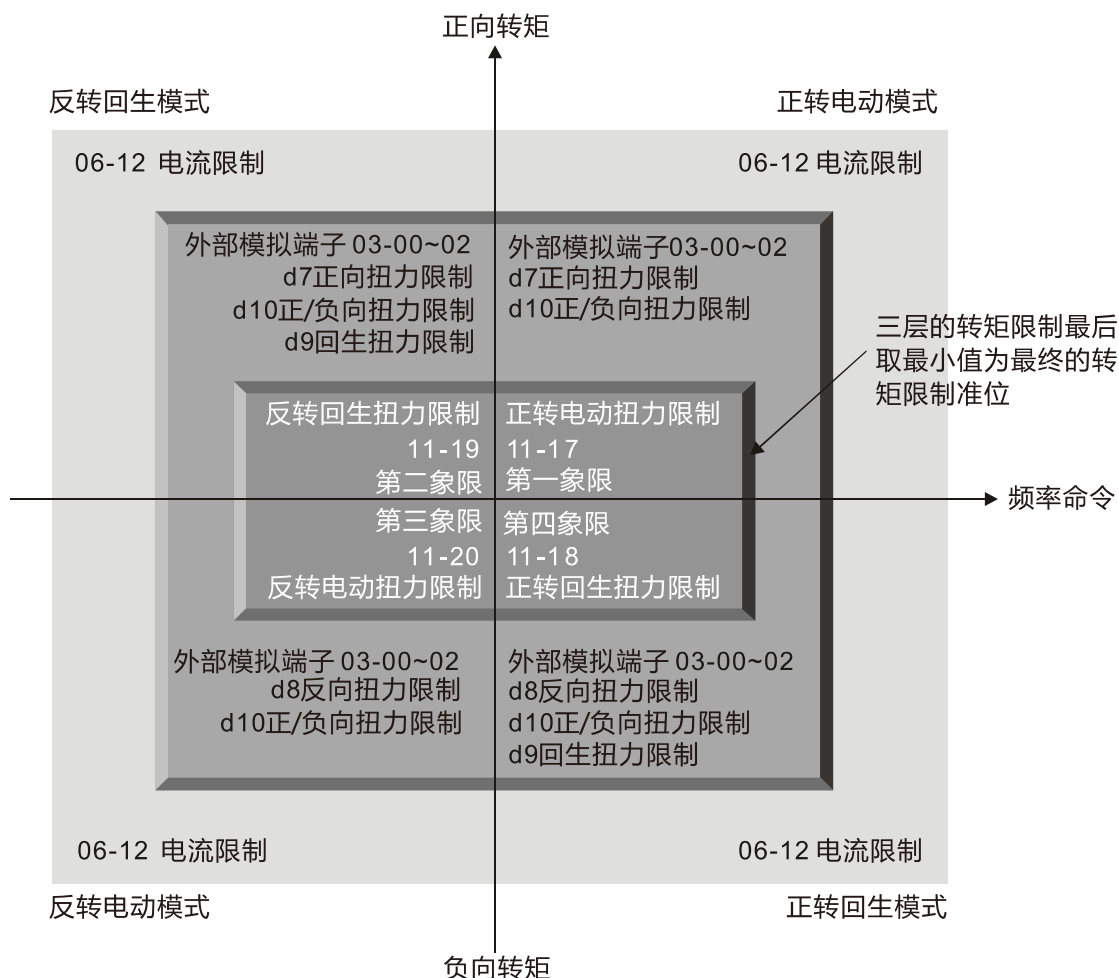 正向转矩
反转回生模式
正转电动模式
06-12 电流限制
06-12 电流限制
外部模拟端子 03-00~02
d7正向扭力限制
d10正/负向扭力限制
d9回生扭力限制
外部模拟端子03-00~02
d7正向扭力限制
d10正/负向扭力限制
三层的转矩限制最后
取最小值为最终的转
矩限制准位
反转回生扭力限制
11-19
第二象限
正转电动扭力限制
11-17
第一象限
频率命令
第三象限
11-20
反转电动扭力限制
第四象限
11-18
正转回生扭力限制
外部模拟端子 03-00~02
d8反向扭力限制
d10正/负向扭力限制
外部模拟端子 03-00~02
d8反向扭力限制
d10正/负向扭力限制
d9回生扭力限制
06-12 电流限制
06-12 电流限制
反转电动模式
正转回生模式
负向转矩